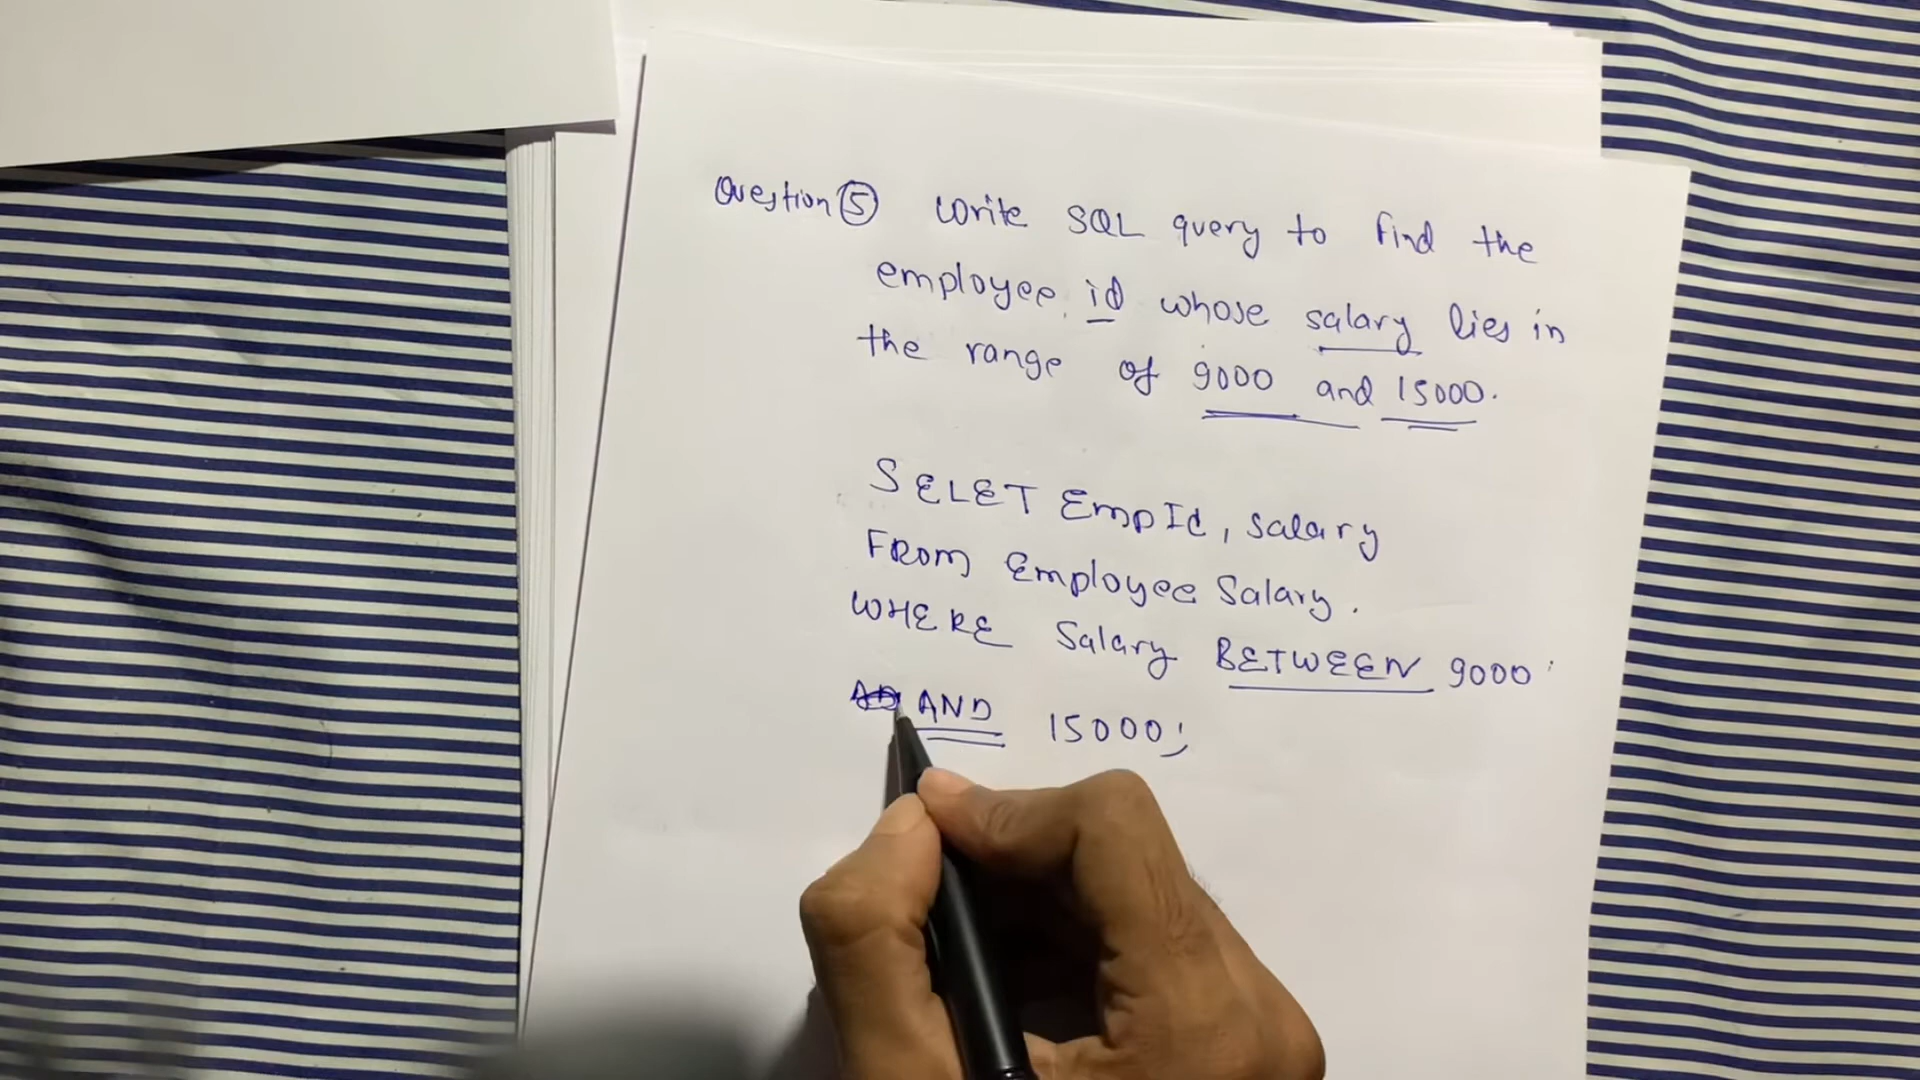 Question 5 Write SQL query to find the
employee id whose salary lies in
the range of 9000 and 15000.
SELET EmpId, Salary
FROM Employee Salary.
WHERE Salary BETWEEN 9000
AND 15000;